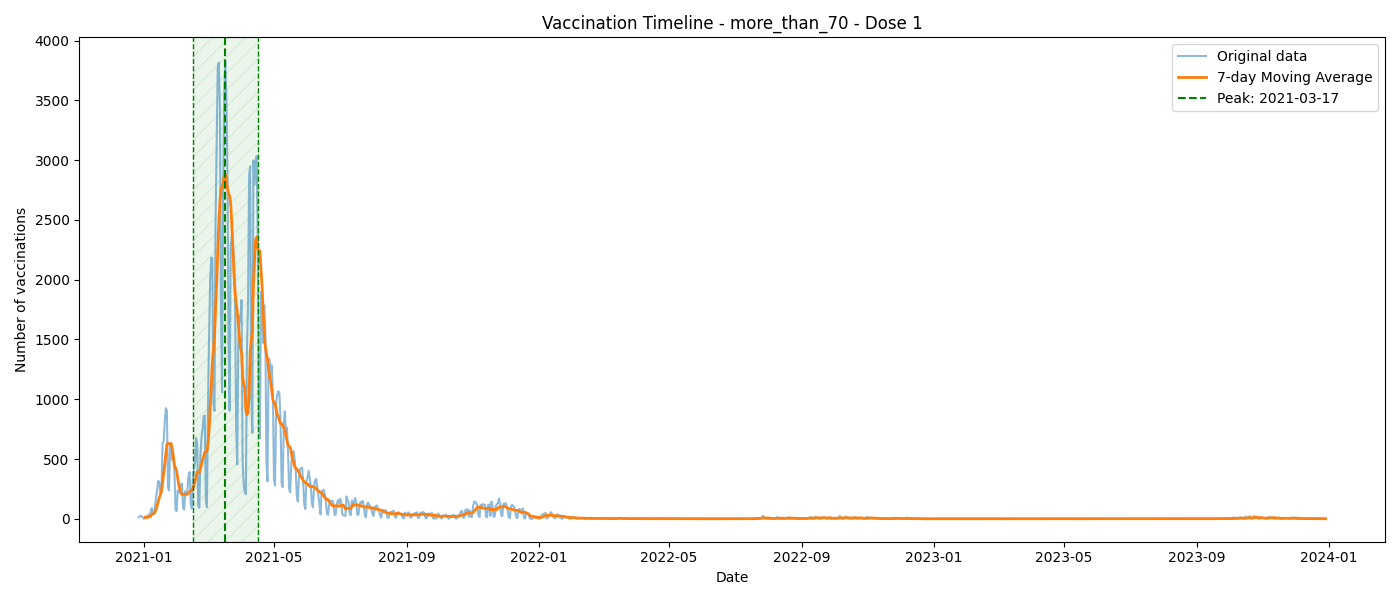 Vaccination Timeline - more_than_70 - Dose 1
Original data
7-day Moving Average
Peak: 2021-03-17
Number of vaccinations
4000
3500
3000
2500
2000
1500
1000
500
0
2021-01 2021-05 2021-09 2022-01 2022-05 2022-09 2023-01 2023-05 2023-09 2024-01
Date